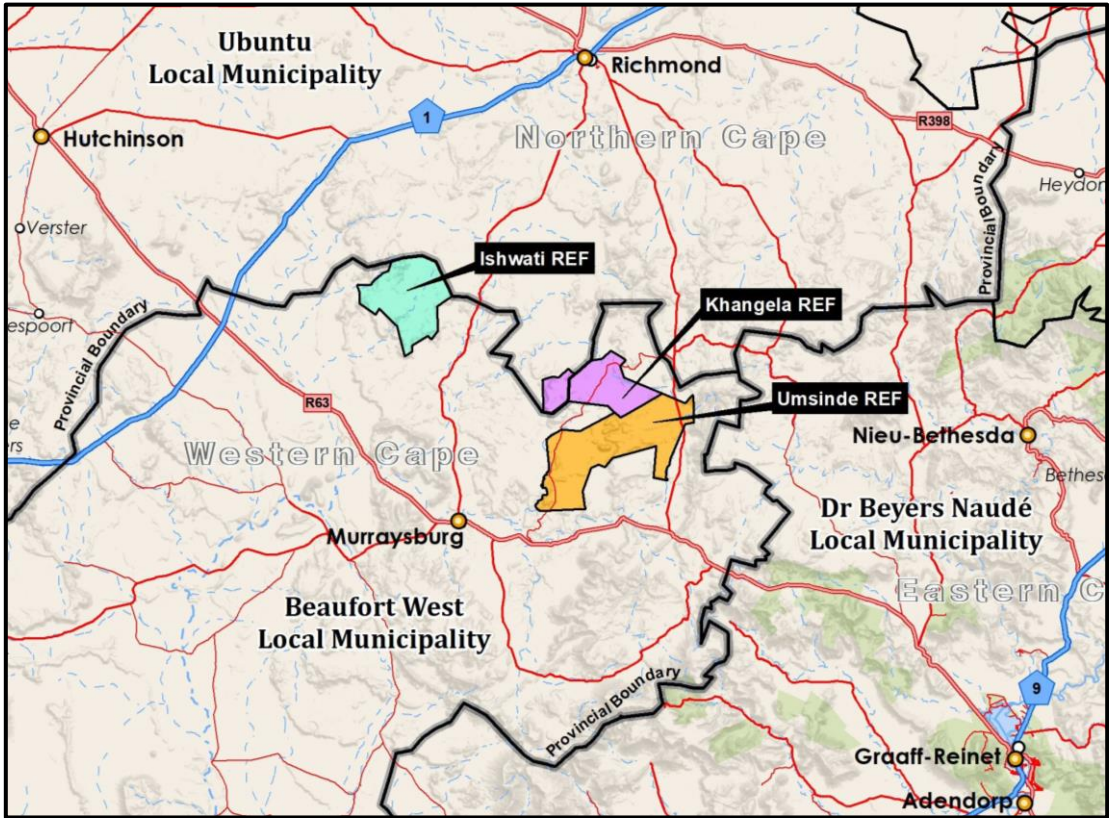 Ubuntu
Local Municipality
Richmond
1
Hutchinson
Northern Cape
R398
Provincial Boundary
Heydon
Verster
Ishwati REF
Khangela REF
espoort
Provincial Boundary
Umsinde REF
R63
Western Cape
Nieu-Bethesda
ers
Bethes
Dr Beyers Naudé
Local Municipality
Murraysburg
Eastern C
Beaufort West
Local Municipality
Provincial Boundary
9
Graaff-Reinet
Adendorp